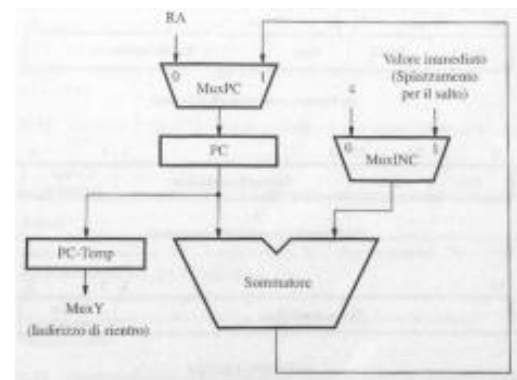 RA
0 1
MuxPC
Valore immediato
(Spiazzamento
per il salto)
4
0 1
MuxINC
PC
PC-Temp
Sommatore
MuxY
(Indirizzo di rientro)